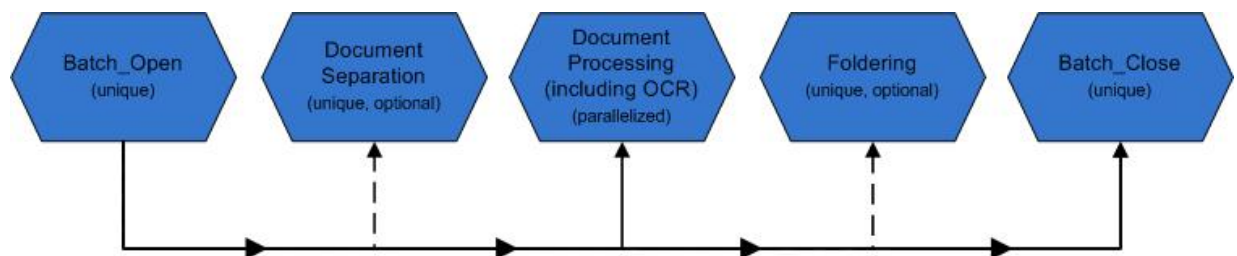 Batch_Open
(unique)
Document
Separation
(unique, optional)
Document
Processing
(including OCR)
(parallelized)
Foldering
(unique, optional)
Batch_Close
(unique)